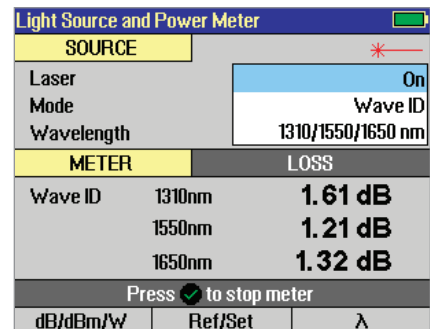 Light Source and Power Meter
SOURCE
Laser On
Mode Wave ID
Wavelength 1310/1550/1650 nm
METER LOSS
Wave ID 1310nm 1.61 dB
1550nm 1.21 dB
1650nm 1.32 dB
Press to stop meter
dB/dBm/W Ref/Set λ